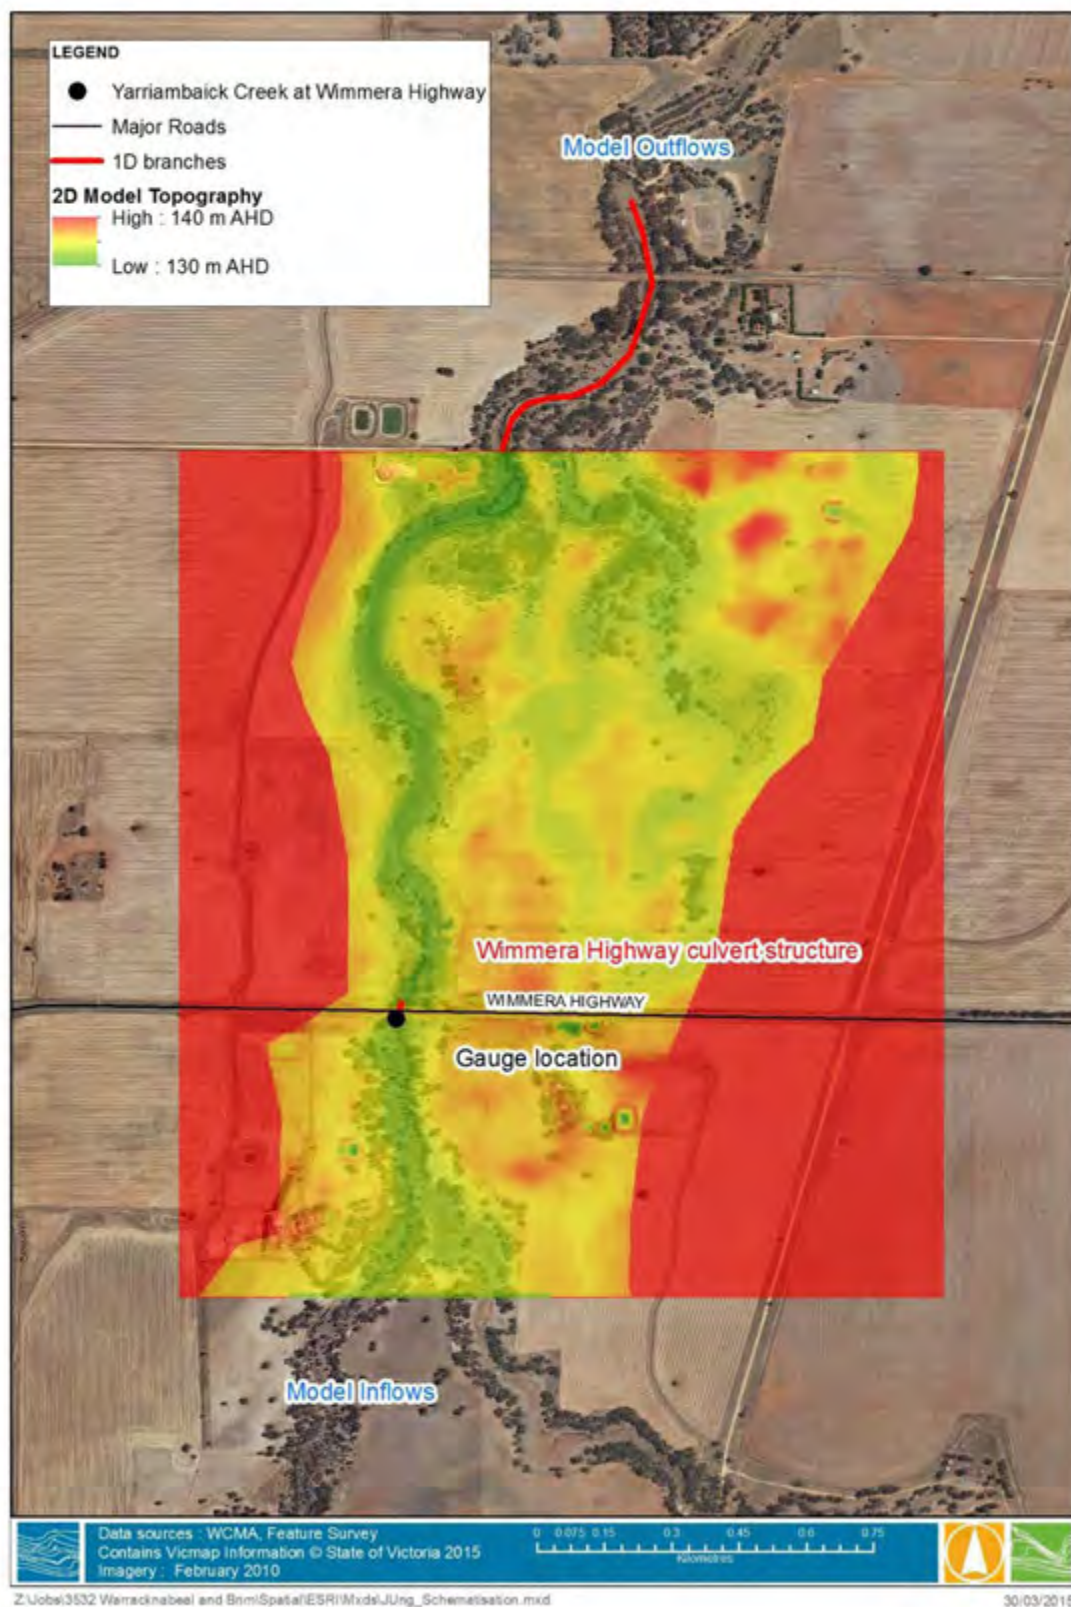 LEGEND
Yarriambaick Creek at Wimmera Highway
Major Roads
1D branches
2D Model Topography
High : 140 m AHD
Low : 130 m AHD
Model Outflows
Wimmera Highway culvert structure
WIMMERA HIGHWAY
Gauge location
Model Inflows
Data sources : WCMA, Feature Survey
Contains Vicmap Information © State of Victoria 2015
Imagery : February 2010
0 0.075 0.15 0.3 0.45 0.6 0.75
Kilometres
Z:\Jobs\3532 Warracknabeal and Brim\Spatial\ESRI\Mxds\JUng_Schematisation.mxd
30/03/2015